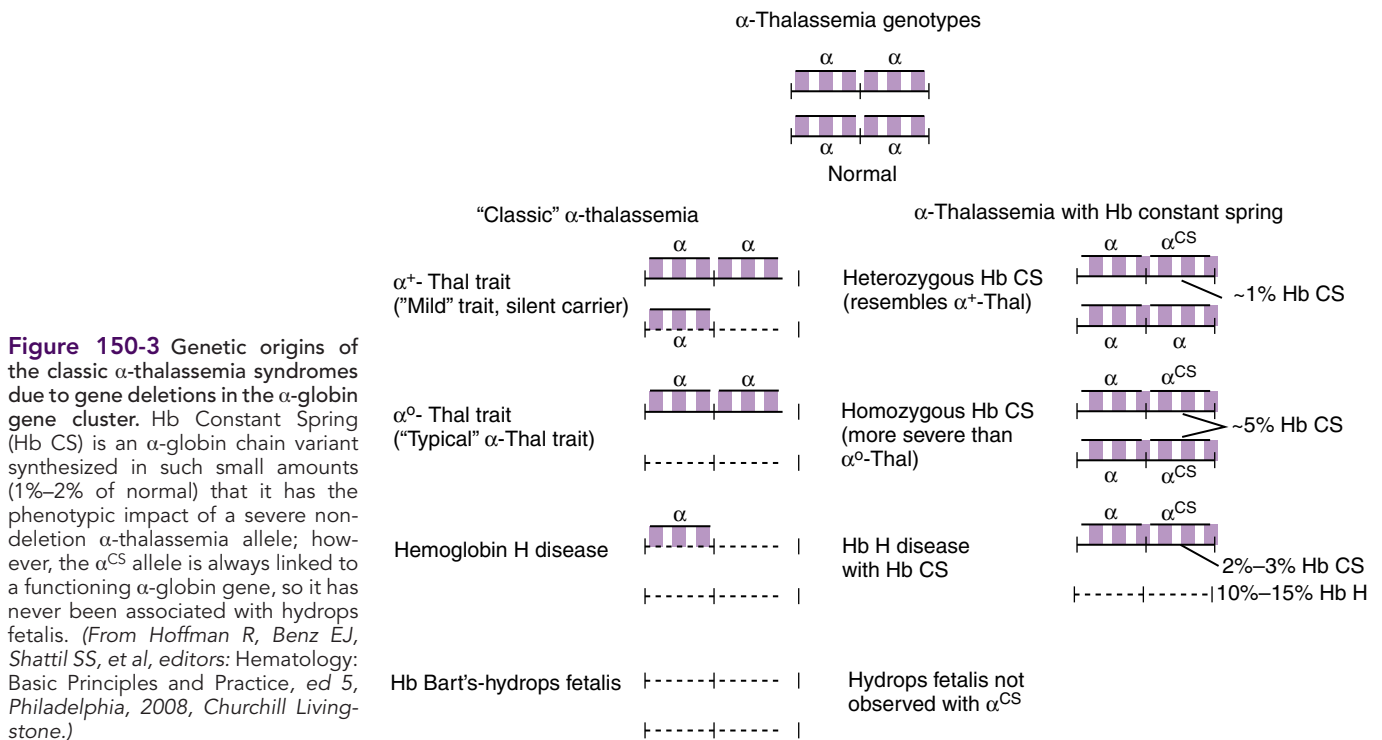 α-Thalassemia genotypes
α α
α α
Normal
"Classic" α-thalassemia
α α
α⁺- Thal trait
("Mild" trait, silent carrier)
α
α α
α⁰- Thal trait
("Typical" α-Thal trait)
α
Hemoglobin H disease
Hb Bart's-hydrops fetalis
α-Thalassemia with Hb constant spring
α α^CS
Heterozygous Hb CS
(resembles α⁺-Thal)
~1% Hb CS
α α
α α^CS
Homozygous Hb CS
(more severe than
α⁰-Thal)
~5% Hb CS
α α^CS
α α^CS
Hb H disease
with Hb CS
2%–3% Hb CS
10%–15% Hb H
Hydrops fetalis not
observed with α^CS
Figure 150-3 Genetic origins of
the classic α-thalassemia syndromes
due to gene deletions in the α-globin
gene cluster. Hb Constant Spring
(Hb CS) is an α-globin chain variant
synthesized in such small amounts
(1%–2% of normal) that it has the
phenotypic impact of a severe non-
deletion α-thalassemia allele; how-
ever, the α^CS allele is always linked to
a functioning α-globin gene, so it has
never been associated with hydrops
fetalis. (From Hoffman R, Benz EJ,
Shattil SS, et al, editors: Hematology:
Basic Principles and Practice, ed 5,
Philadelphia, 2008, Churchill Living-
stone.)